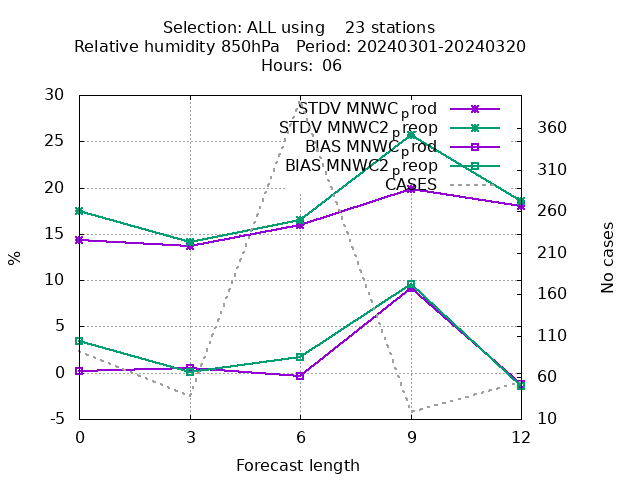 Selection: ALL using    23 stations
Relative humidity 850hPa   Period: 20240301-20240320
Hours:  06
30
25
20
15
10
5
0
-5
%
STDV MNWC_prod
STDV MNWC2_preop
BIAS MNWC_prod
BIAS MNWC2_preop
CASES
360
310
260
210
160
110
60
10
No cases
0 3 6 9 12
Forecast length